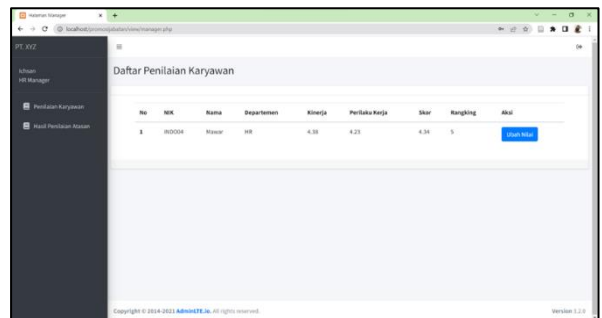 Halaman Manager
localhost/promosijabatan/view/manager.php
PT. XYZ
Ichsan
HR Manager
Penilaian Karyawan
Hasil Penilaian Atasan
Daftar Penilaian Karyawan
No NIK Nama Departemen Kinerja Perilaku Kerja Skor Rangking Aksi
1 IND004 Mawar HR 4.38 4.23 4.34 5 Ubah Nilai
Copyright © 2014-2021 AdminLTE.io. All rights reserved.
Version 3.2.0